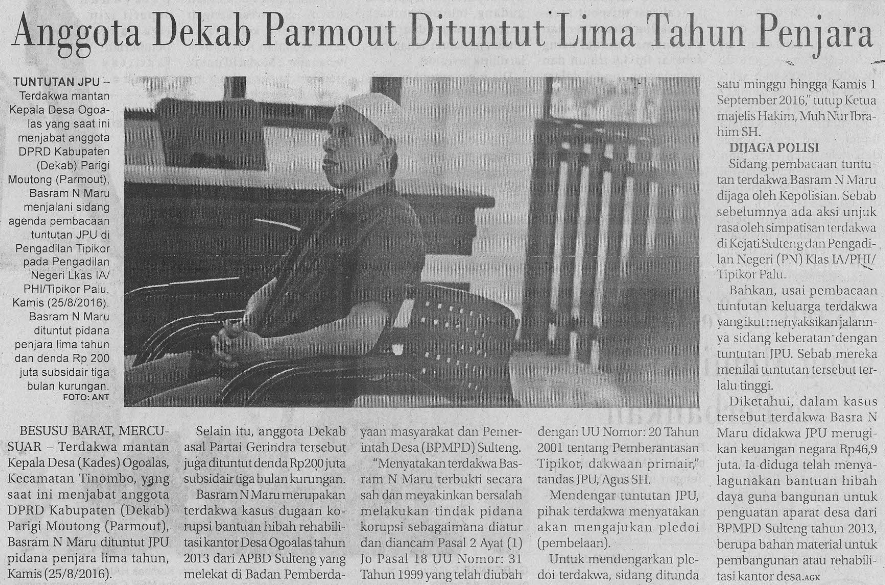 Anggota Dekab Parmout Dituntut Lima Tahun Penjara
TUNTUTAN JPU –
Terdakwa mantan
Kepala Desa Ogoa-
las yang saat ini
menjabat anggota
DPRD Kabupaten
(Dekab) Parigi
Moutong (Parmout),
Basram N Maru
menjalani sidang
agenda pembacaan
tuntutan JPU di
Pengadilan Tipikor
pada Pengadilan
Negeri Lkas IA/
PHI/Tipikor Palu.
Kamis (25/8/2016).
Basram N Maru
dituntut pidana
penjara lima tahun
dan denda Rp 200
juta subsidair tiga
bulan kurungan.
FOTO: ANT
BESUSU BARAT, MERCU-
SUAR – Terdakwa mantan
Kepala Desa (Kades) Ogoalas,
Kecamatan Tinombo, yang
saat ini menjabat anggota
DPRD Kabupaten (Dekab)
Parigi Moutong (Parmout),
Basram N Maru dituntut JPU
pidana penjara lima tahun,
Kamis (25/8/2016).
Selain itu, anggota Dekab
asal Partai Gerindra tersebut
juga dituntut denda Rp200 juta
subsidair tiga bulan kurungan.
Basram N Maru merupakan
terdakwa kasus dugaan ko-
rupsi bantuan hibah rehabili-
tasi kantor Desa Ogoalas tahun
2013 dari APBD Sulteng yang
melekat di Badan Pemberda-
yaan masyarakat dan Pemer-
intah Desa (BPMPD) Sulteng.
"Menyatakan terdakwa Bas-
ram N Maru terbukti secara
sah dan meyakinkan bersalah
melakukan tindak pidana
korupsi sebagaimana diatur
dan diancam Pasal 2 Ayat (1)
Jo Pasal 18 UU Nomor: 31
Tahun 1999 yang telah diubah
dengan UU Nomor: 20 Tahun
2001 tentang Pemberantasan
Tipikor, dakwaan primair,"
tandas JPU, Agus SH.
Mendengar tuntutan JPU,
pihak terdakwa menyatakan
akan mengajukan pledoi
(pembelaan).
Untuk mendengarkan ple-
doi terdakwa, sidang ditunda
satu minggu hingga Kamis 1
September 2016," tutup Ketua
majelis Hakim, Muh Nur Ibra-
him SH.
DIJAGA POLISI
Sidang pembacaan tuntu-
tan terdakwa Basram N Maru
dijaga oleh Kepolisian. Sebab
sebelumnya ada aksi unjuk
rasa oleh simpatisan terdakwa
di Kejati Sulteng dan Pengadi-
lan Negeri (PN) Klas IA/PHI/
Tipikor Palu.
Bahkan, usai pembacaan
tuntutan keluarga terdakwa
yang ikut menyaksikan jalann-
ya sidang keberatan dengan
tuntutan JPU. Sebab mereka
menilai tuntutan tersebut ter-
lalu tinggi.
Diketahui, dalam kasus
tersebut terdakwa Basra N
Maru didakwa JPU merugi-
kan keuangan negara Rp46,9
juta. Ia diduga telah menya-
lagunakan bantuan hibah
daya guna bangunan untuk
penguatan aparat desa dari
BPMPD Sulteng tahun 2013,
berupa bahan material untuk
pembangunan atau rehabili-
tasi kantor desa.AGK